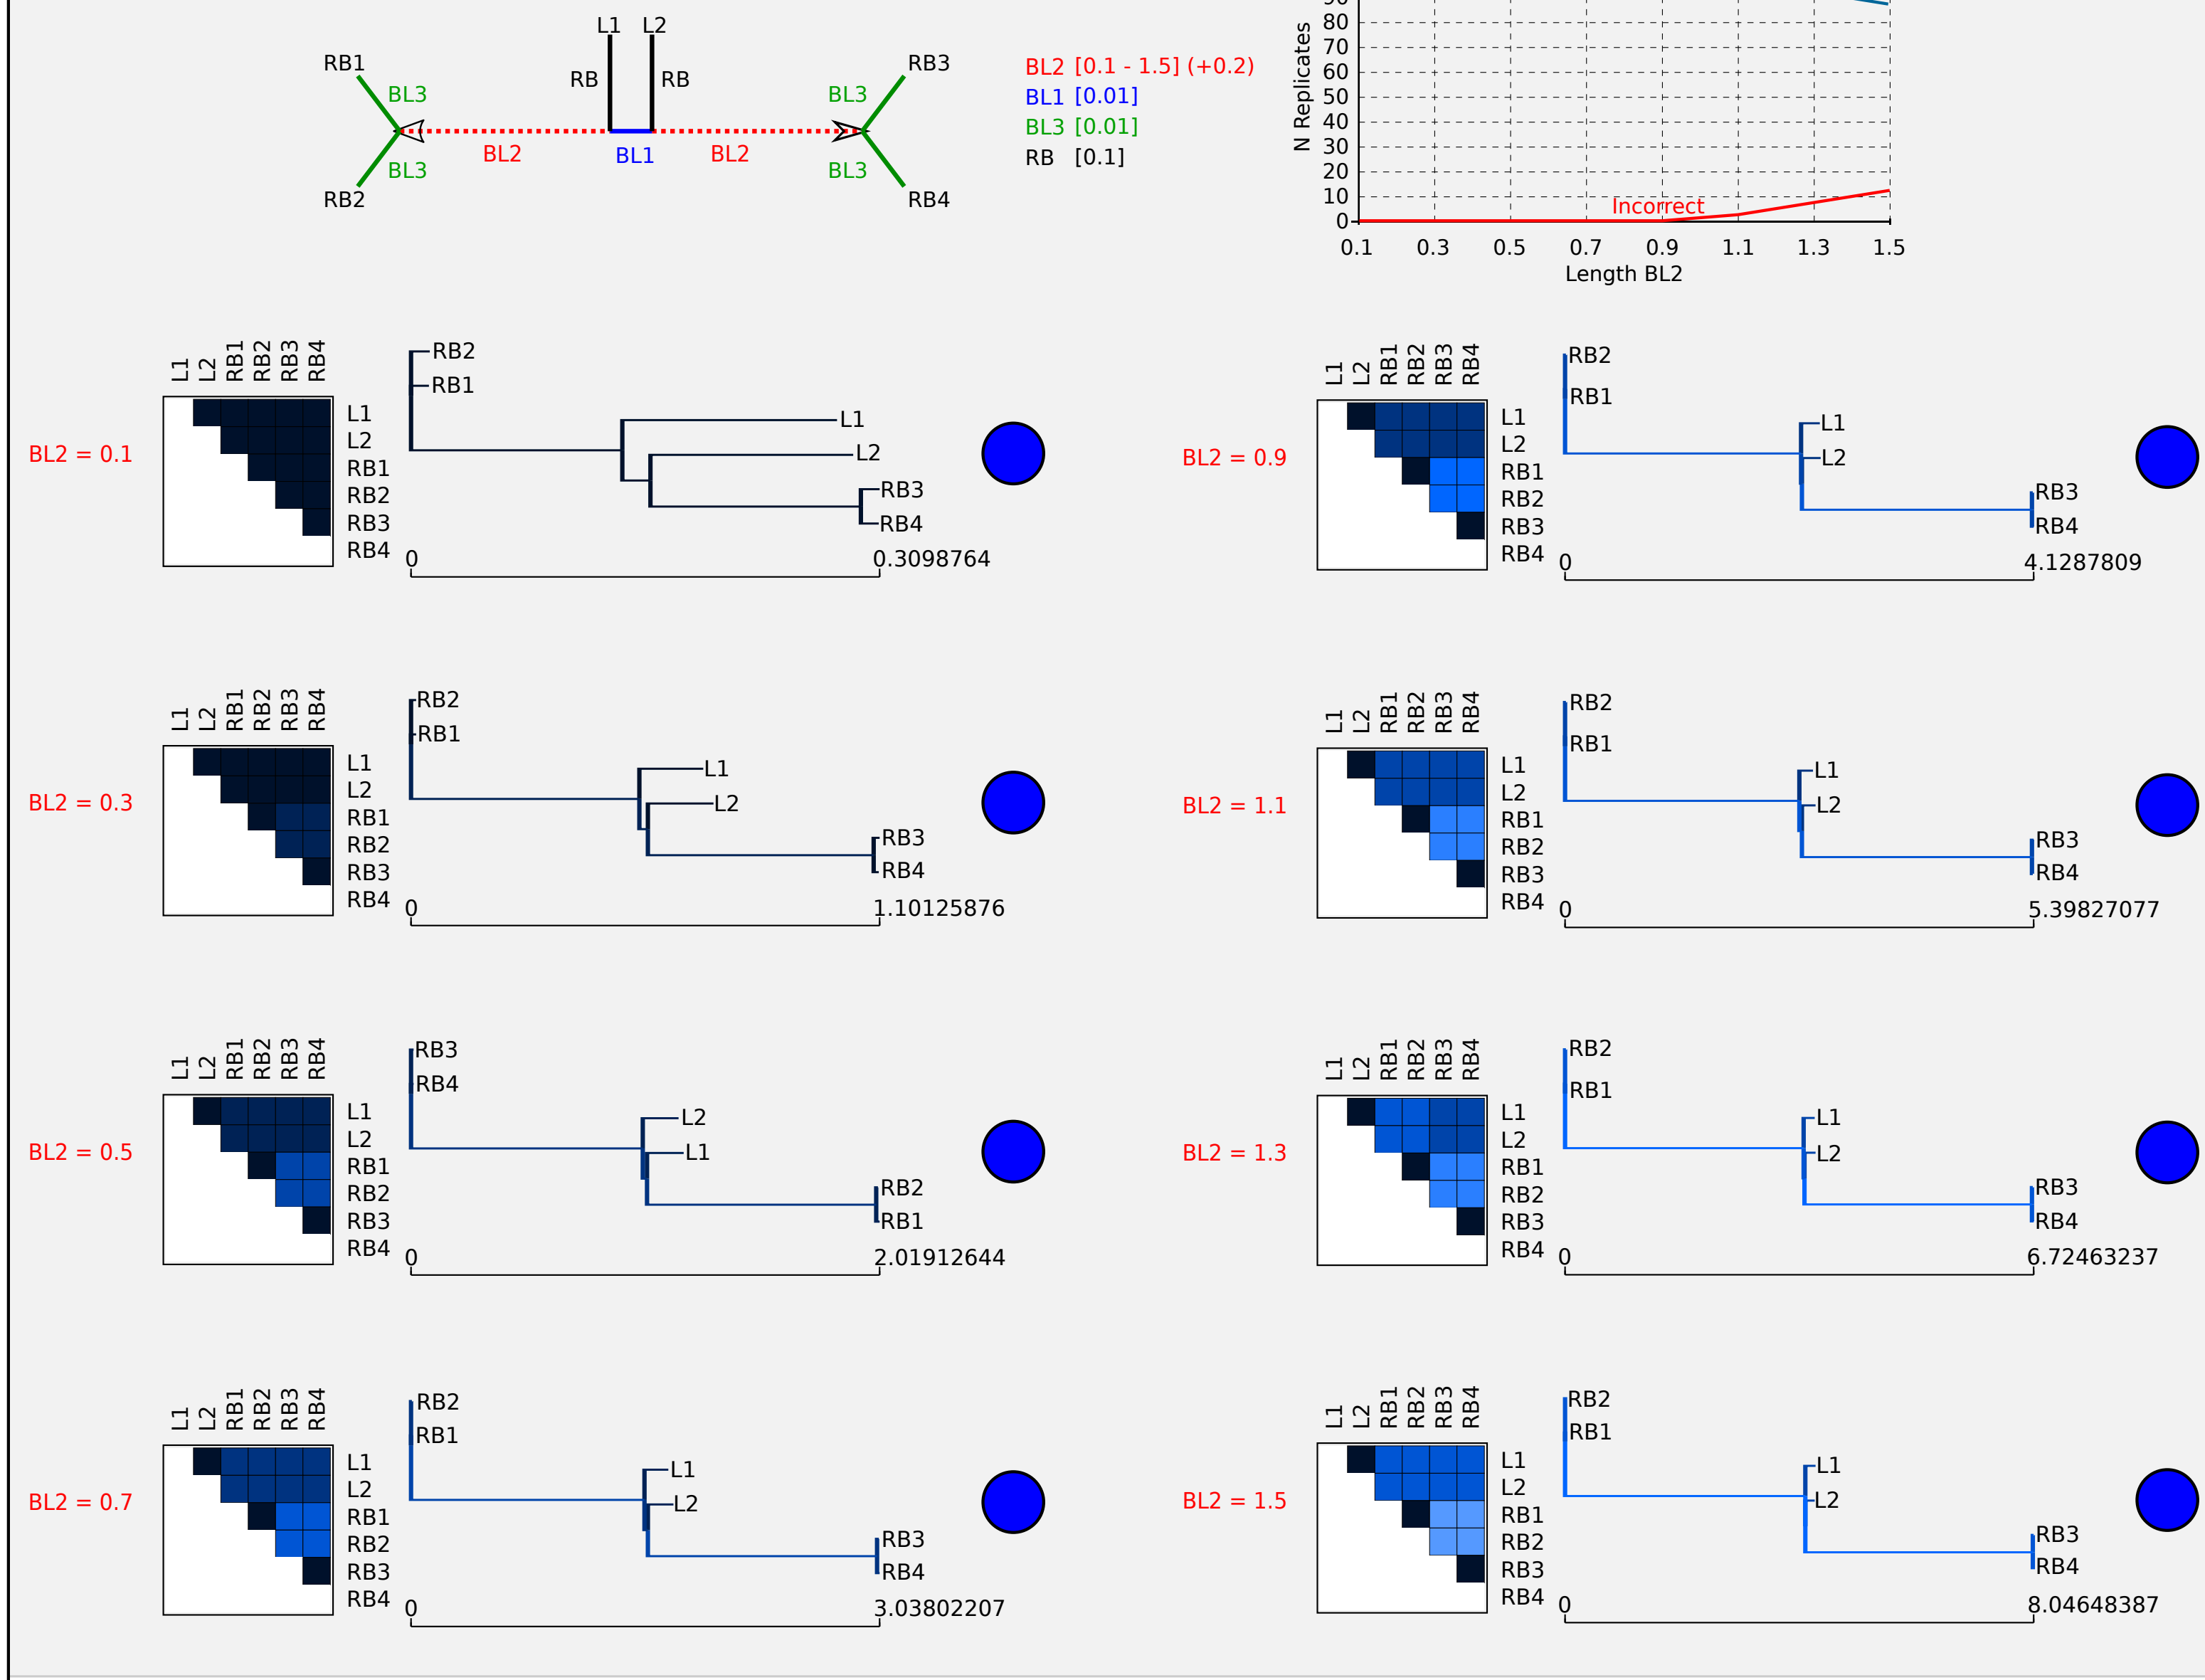 L1 L2
RB1
RB3
RB RB
BL3
BL3
BL2
BL1
BL2
BL3
BL3
RB2
RB4
BL2 [0.1 - 1.5] (+0.2)
BL1 [0.01]
BL3 [0.01]
RB [0.1]
N Replicates
90
80
70
60
50
40
30
20
10
0
Incorrect
0.1 0.3 0.5 0.7 0.9 1.1 1.3 1.5
Length BL2
BL2 = 0.1
L1 L2 RB1 RB2 RB3 RB4
L1
L2
RB1
RB2
RB3
RB4
RB2
RB1
L1
L2
RB3
RB4
0 0.3098764
BL2 = 0.9
L1 L2 RB1 RB2 RB3 RB4
L1
L2
RB1
RB2
RB3
RB4
RB2
RB1
L1
L2
RB3
RB4
0 4.1287809
BL2 = 0.3
L1 L2 RB1 RB2 RB3 RB4
L1
L2
RB1
RB2
RB3
RB4
RB2
RB1
L1
L2
RB3
RB4
0 1.10125876
BL2 = 1.1
L1 L2 RB1 RB2 RB3 RB4
L1
L2
RB1
RB2
RB3
RB4
RB2
RB1
L1
L2
RB3
RB4
0 5.39827077
BL2 = 0.5
L1 L2 RB1 RB2 RB3 RB4
L1
L2
RB1
RB2
RB3
RB4
RB3
RB4
L2
L1
RB2
RB1
0 2.01912644
BL2 = 1.3
L1 L2 RB1 RB2 RB3 RB4
L1
L2
RB1
RB2
RB3
RB4
RB2
RB1
L1
L2
RB3
RB4
0 6.72463237
BL2 = 0.7
L1 L2 RB1 RB2 RB3 RB4
L1
L2
RB1
RB2
RB3
RB4
RB2
RB1
L1
L2
RB3
RB4
0 3.03802207
BL2 = 1.5
L1 L2 RB1 RB2 RB3 RB4
L1
L2
RB1
RB2
RB3
RB4
RB2
RB1
L1
L2
RB3
RB4
0 8.04648387